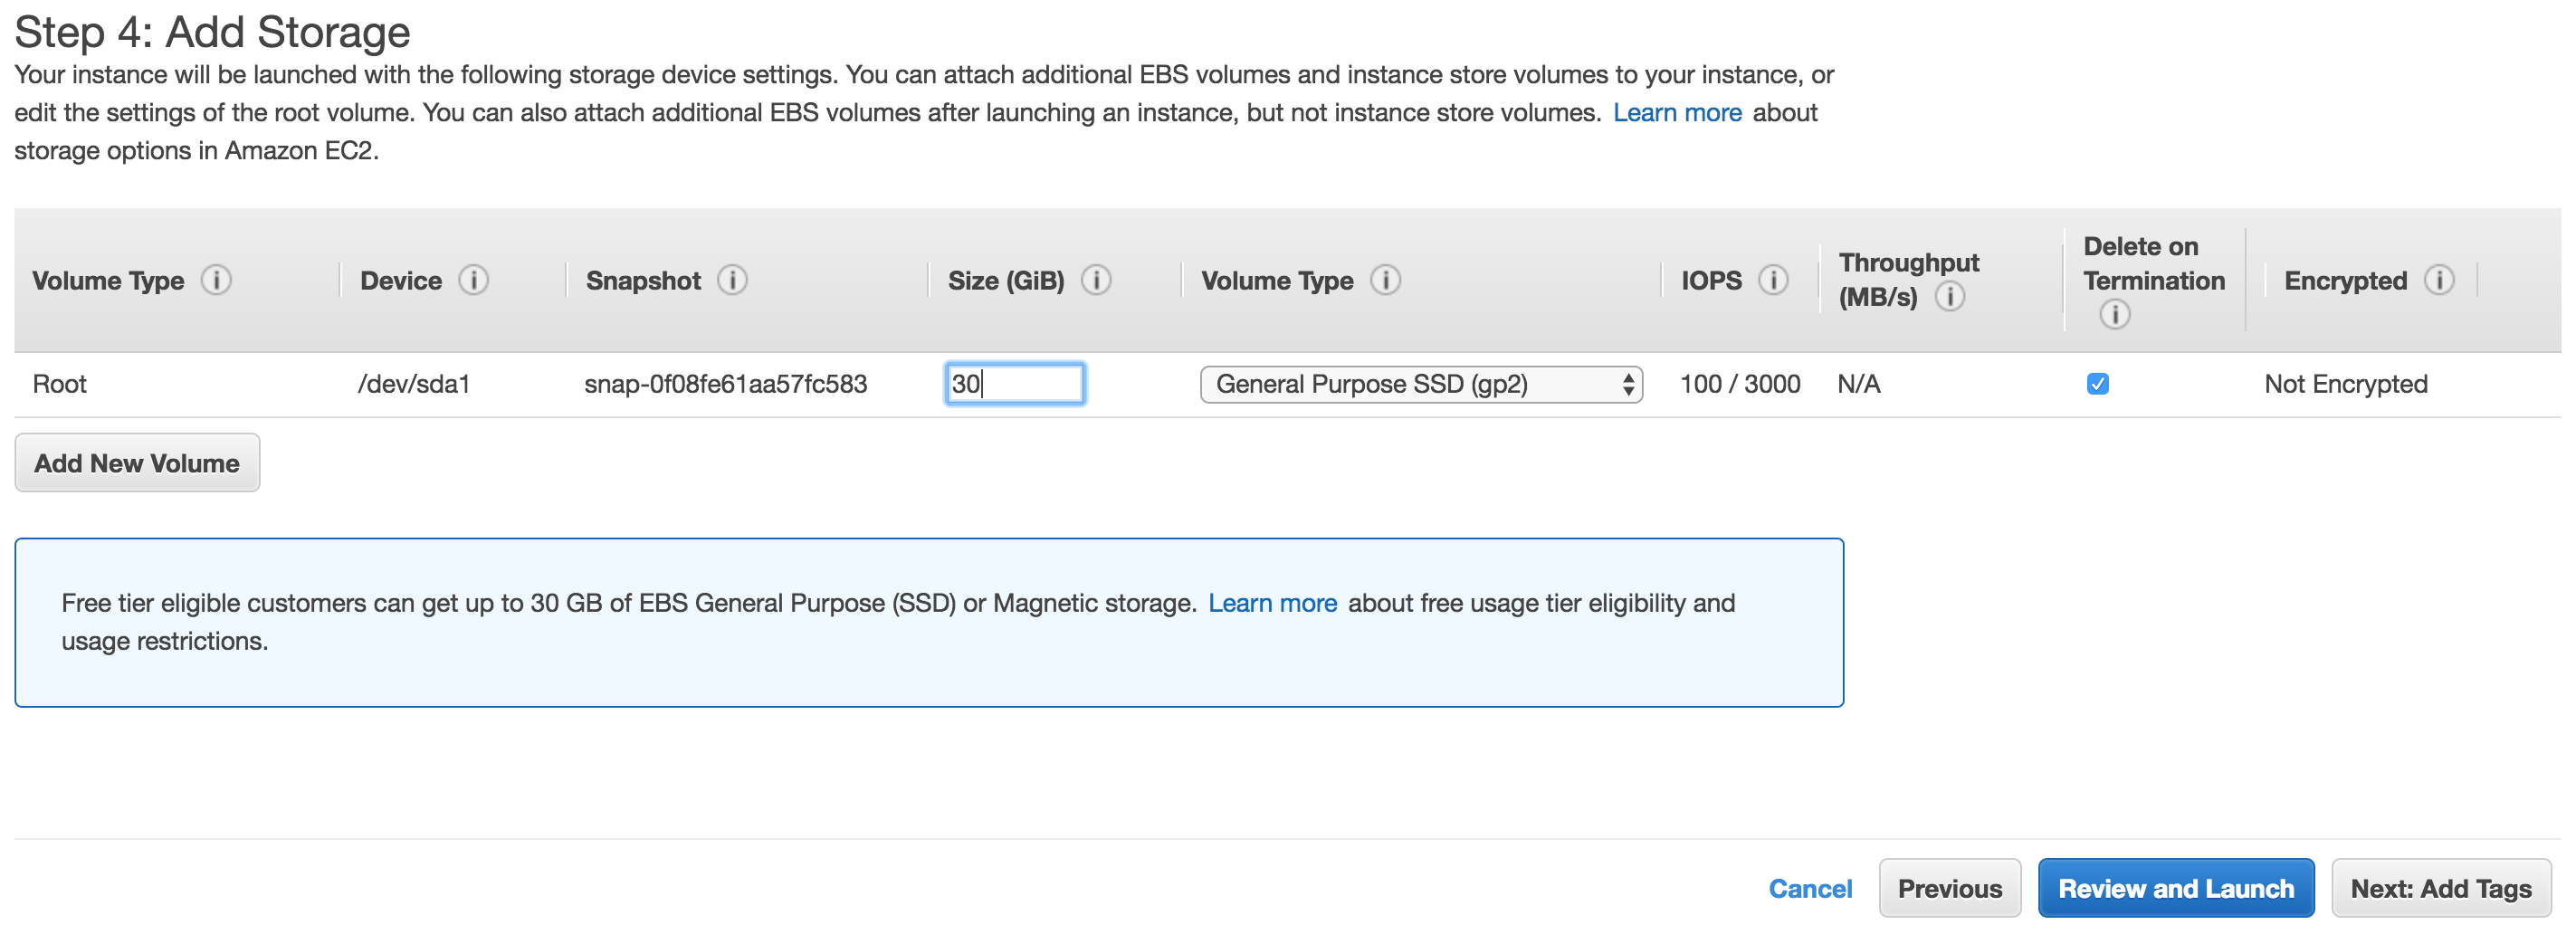 Step 4: Add Storage
Your instance will be launched with the following storage device settings. You can attach additional EBS volumes and instance store volumes to your instance, or
edit the settings of the root volume. You can also attach additional EBS volumes after launching an instance, but not instance store volumes. Learn more about
storage options in Amazon EC2.
Volume Type i Device i Snapshot i Size (GiB) i Volume Type i IOPS i Throughput (MB/s) i Delete on Termination i Encrypted i
Root /dev/sda1 snap-0f08fe61aa57fc583 30 General Purpose SSD (gp2) 100 / 3000 N/A Not Encrypted
Add New Volume
Free tier eligible customers can get up to 30 GB of EBS General Purpose (SSD) or Magnetic storage. Learn more about free usage tier eligibility and
usage restrictions.
Cancel Previous Review and Launch Next: Add Tags